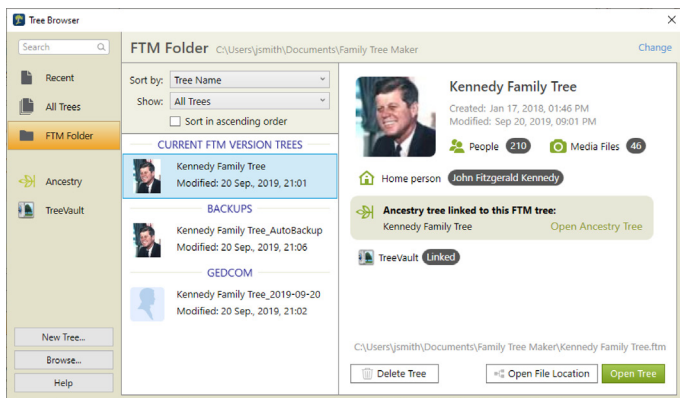 Tree Browser
Search
Recent
All Trees
FTM Folder
Ancestry
TreeVault
New Tree...
Browse...
Help
FTM Folder C:\Users\jsmith\Documents\Family Tree Maker
Change
Sort by: Tree Name
Show: All Trees
Sort in ascending order
CURRENT FTM VERSION TREES
Kennedy Family Tree
Modified: 20 Sep., 2019, 21:01
BACKUPS
Kennedy Family Tree_AutoBackup
Modified: 20 Sep., 2019, 21:06
GEDCOM
Kennedy Family Tree_2019-09-20
Modified: 20 Sep., 2019, 21:02
Kennedy Family Tree
Created: Jan 17, 2018, 01:46 PM
Modified: Sep 20, 2019, 09:01 PM
People 210 Media Files 46
Home person John Fitzgerald Kennedy
Ancestry tree linked to this FTM tree:
Kennedy Family Tree Open Ancestry Tree
TreeVault Linked
C:\Users\jsmith\Documents\Family Tree Maker\Kennedy Family Tree.ftm
Delete Tree Open File Location Open Tree